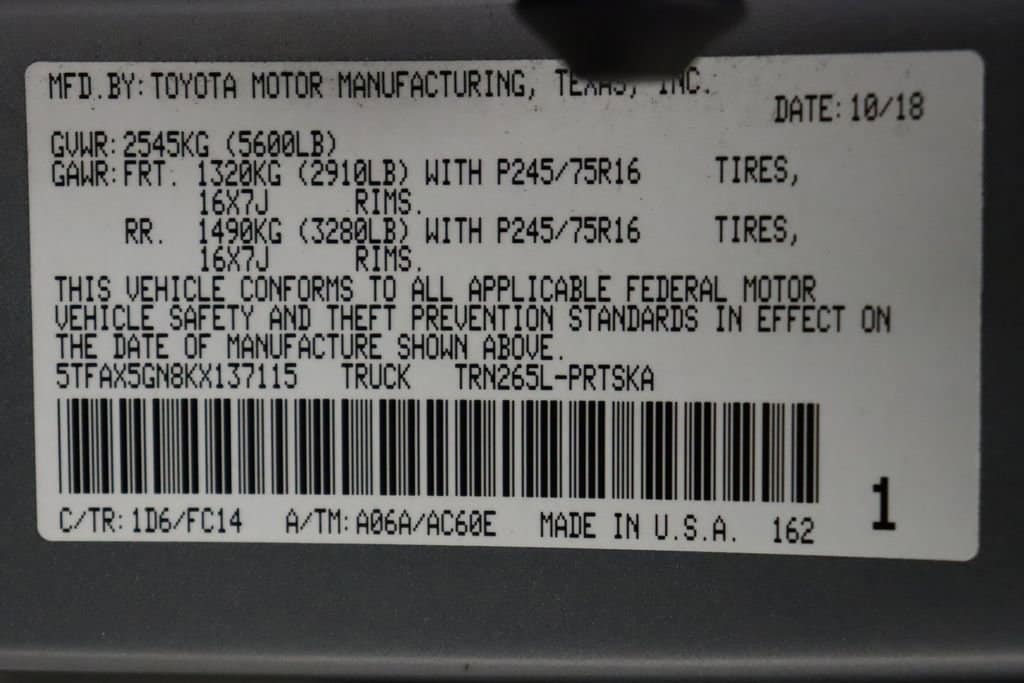 MFD.BY: TOYOTA MOTOR MANUFACTURING, TEXAS, INC.
DATE: 10/18
GVWR: 2545KG (5600LB)
GAWR: FRT. 1320KG (2910LB) WITH P245/75R16 TIRES,
16X7J RIMS.
RR. 1490KG (3280LB) WITH P245/75R16 TIRES,
16X7J RIMS.
THIS VEHICLE CONFORMS TO ALL APPLICABLE FEDERAL MOTOR
VEHICLE SAFETY AND THEFT PREVENTION STANDARDS IN EFFECT ON
THE DATE OF MANUFACTURE SHOWN ABOVE.
5TFAX5GN8KX137115 TRUCK TRN265L-PRTSKA
C/TR: 1D6/FC14 A/TM: A06A/AC60E MADE IN U.S.A. 162
1